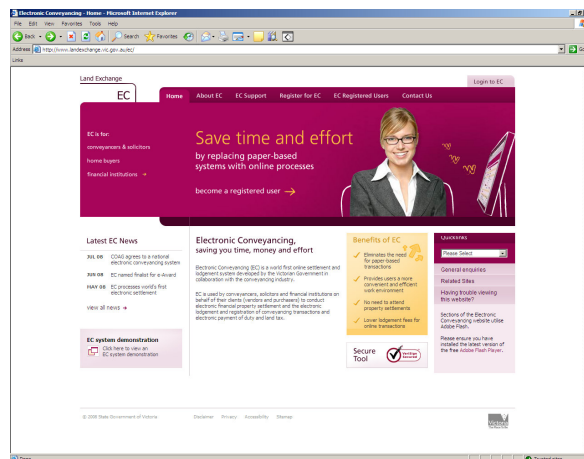 Electronic Conveyancing - Home - Microsoft Internet Explorer
File Edit View Favorites Tools Help
Back Search Favorites
Address http://www.landexchange.vic.gov.au/ec/ Go
Links
Land Exchange
Login to EC
EC
Home About EC EC Support Register for EC EC Registered Users Contact Us
EC is for:
conveyancers & solicitors
home buyers
financial institutions
Save time and effort
by replacing paper-based
systems with online processes
become a registered user
Latest EC News
JUL 08 COAG agrees to a national
electronic conveyancing system
JUN 08 EC named finalist for e-Award
MAY 08 EC processes world's first
electronic settlement
view all news
EC system demonstration
Click here to view an
EC system demonstration
Electronic Conveyancing,
saving you time, money and effort
Electronic Conveyancing (EC) is a world first online settlement and
lodgement system developed by the Victorian Government in
collaboration with the conveyancing industry.
EC is used by conveyancers, solicitors and financial institutions on
behalf of their clients (vendors and purchasers) to conduct
electronic financial property settlement and the electronic
lodgement and registration of conveyancing transactions and
electronic payment of duty and land tax.
Benefits of EC
Eliminates the need
for paper-based
transactions
Provides users a more
convenient and efficient
work environment
No need to attend
property settlements
Lower lodgement fees for
online transactions
Secure
Tool
VeriSign
Secured
Quicklinks
Please Select
General enquiries
Related Sites
Having trouble viewing
this website?
Sections of the Electronic
Conveyancing website utilise
Adobe Flash.
Please ensure you have
installed the latest version of
the free Adobe Flash Player.
© 2008 State Government of Victoria Disclaimer Privacy Accessibility Sitemap
Done Trusted sites